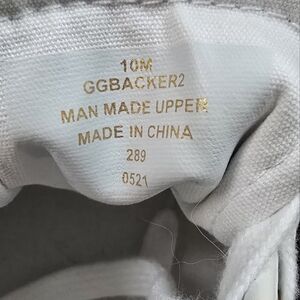 10M
GGBACKER2
MAN MADE UPPER
MADE IN CHINA
289
0521